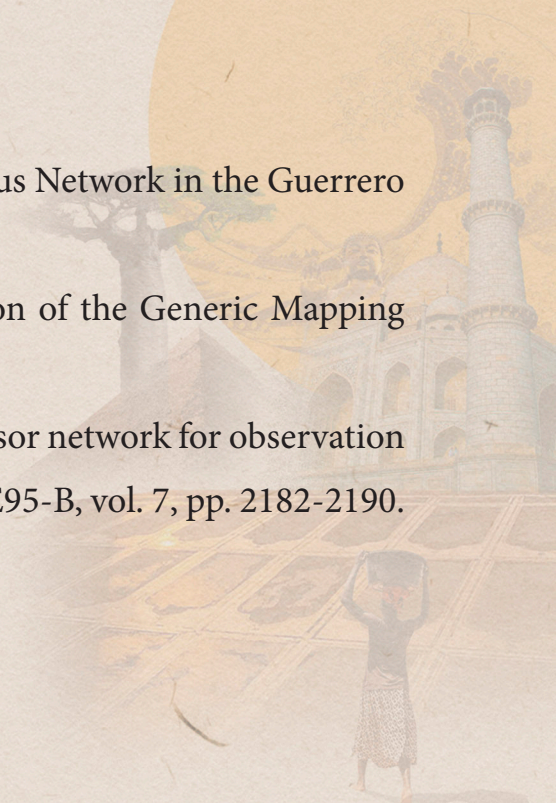 us Network in the Guerrero
on of the Generic Mapping
sor network for observation
E95-B, vol. 7, pp. 2182-2190.